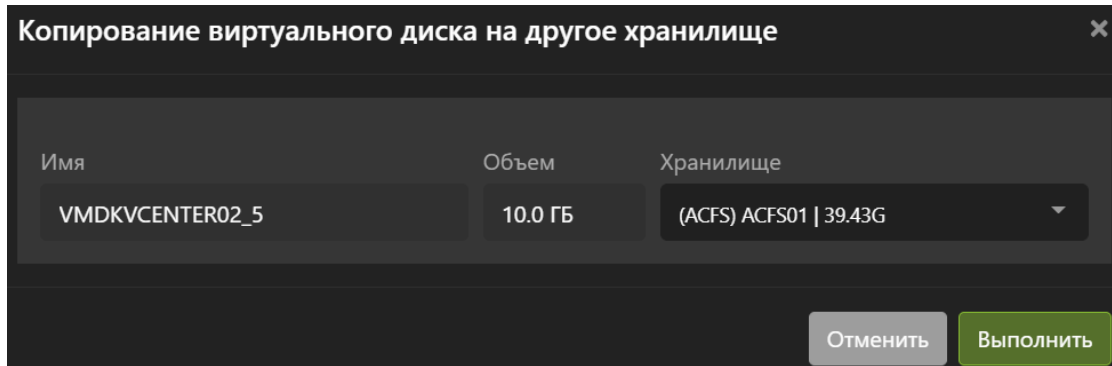 Копирование виртуального диска на другое хранилище ×
Имя Объем Хранилище
VMDKVCENTER02_5 10.0 ГБ (ACFS) ACFS01 | 39.43G
Отменить Выполнить